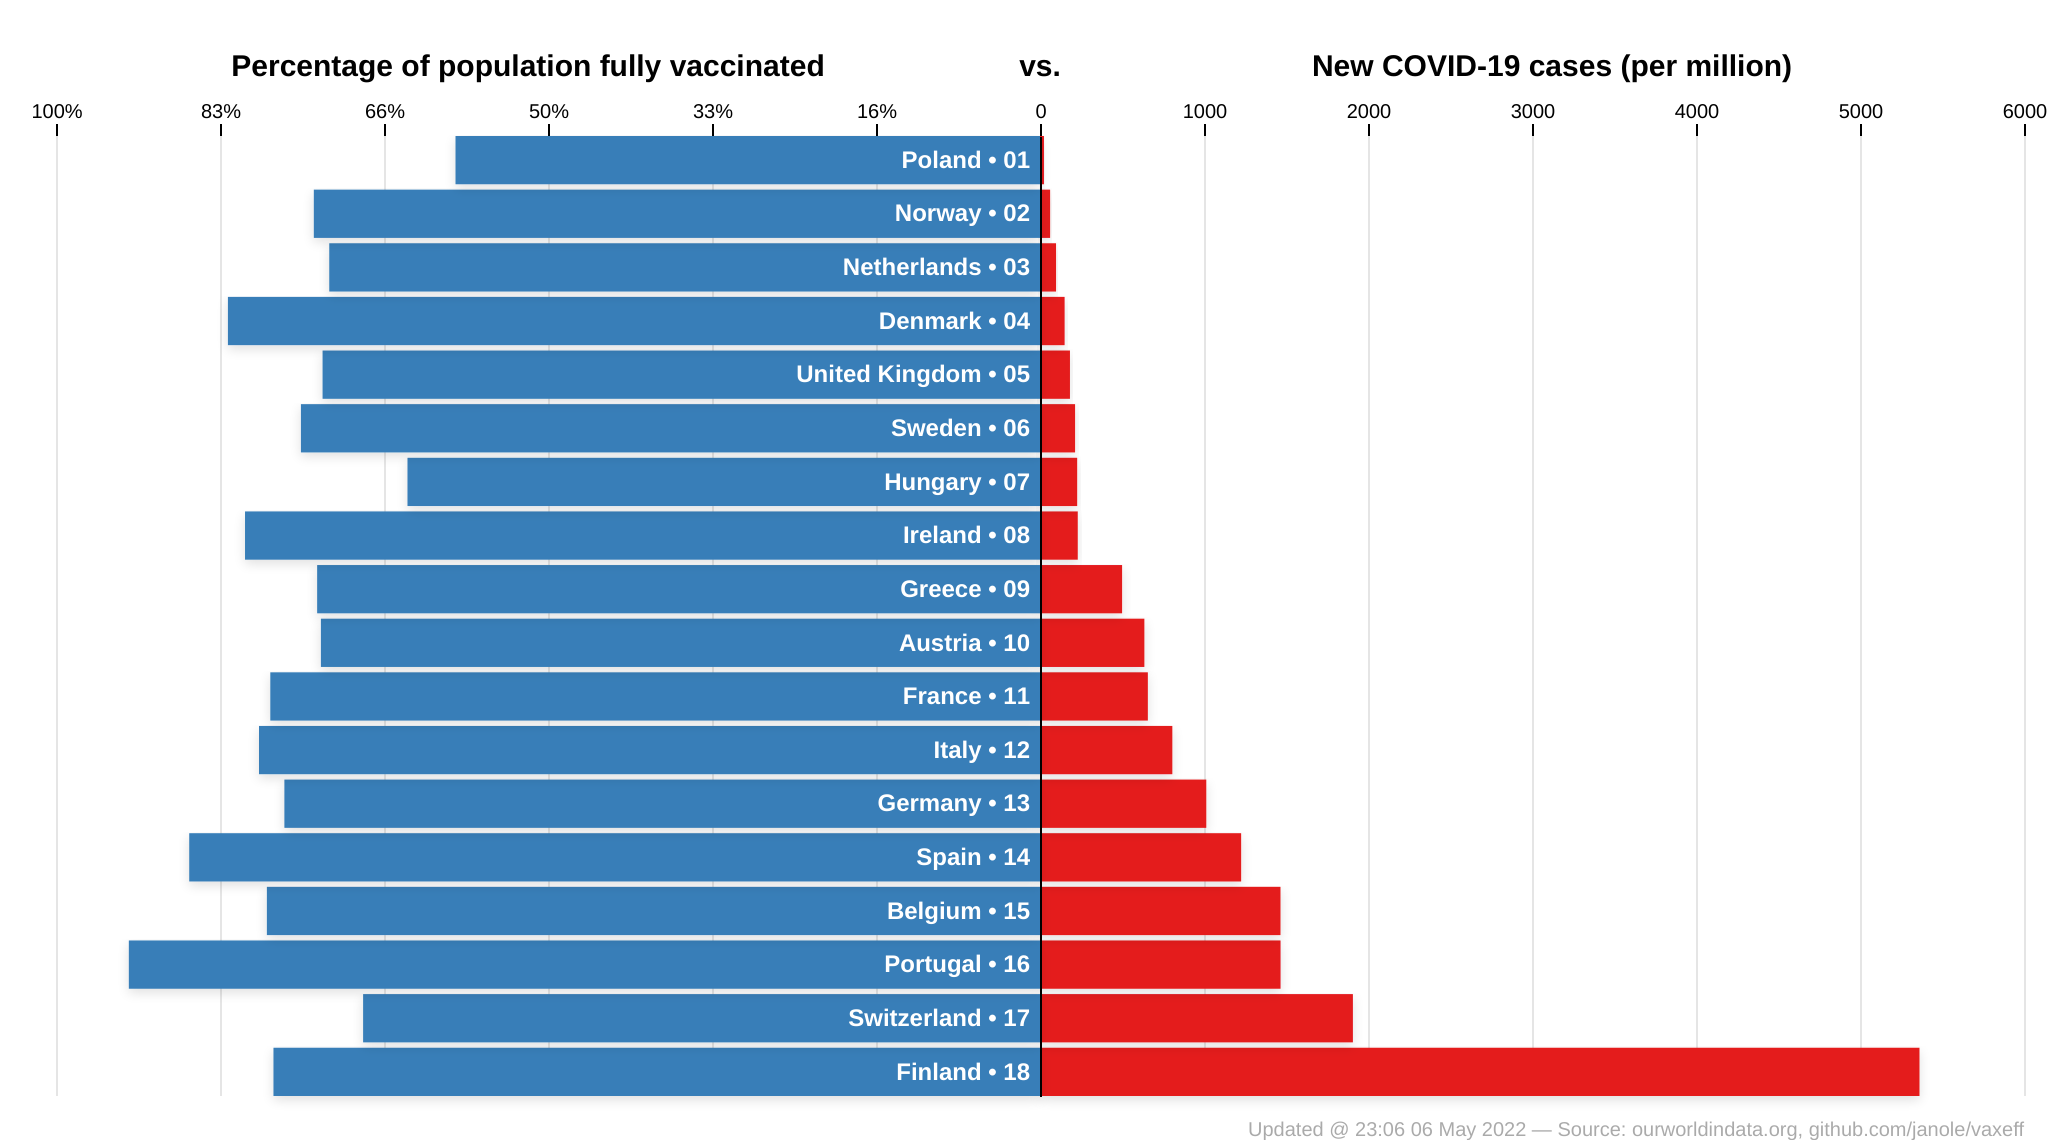 Percentage of population fully vaccinated vs. New COVID-19 cases (per million)
100% 83% 66% 50% 33% 16% 0 1000 2000 3000 4000 5000 6000
Poland • 01
Norway • 02
Netherlands • 03
Denmark • 04
United Kingdom • 05
Sweden • 06
Hungary • 07
Ireland • 08
Greece • 09
Austria • 10
France • 11
Italy • 12
Germany • 13
Spain • 14
Belgium • 15
Portugal • 16
Switzerland • 17
Finland • 18
Updated @ 23:06 06 May 2022 — Source: ourworldindata.org, github.com/janole/vaxeff